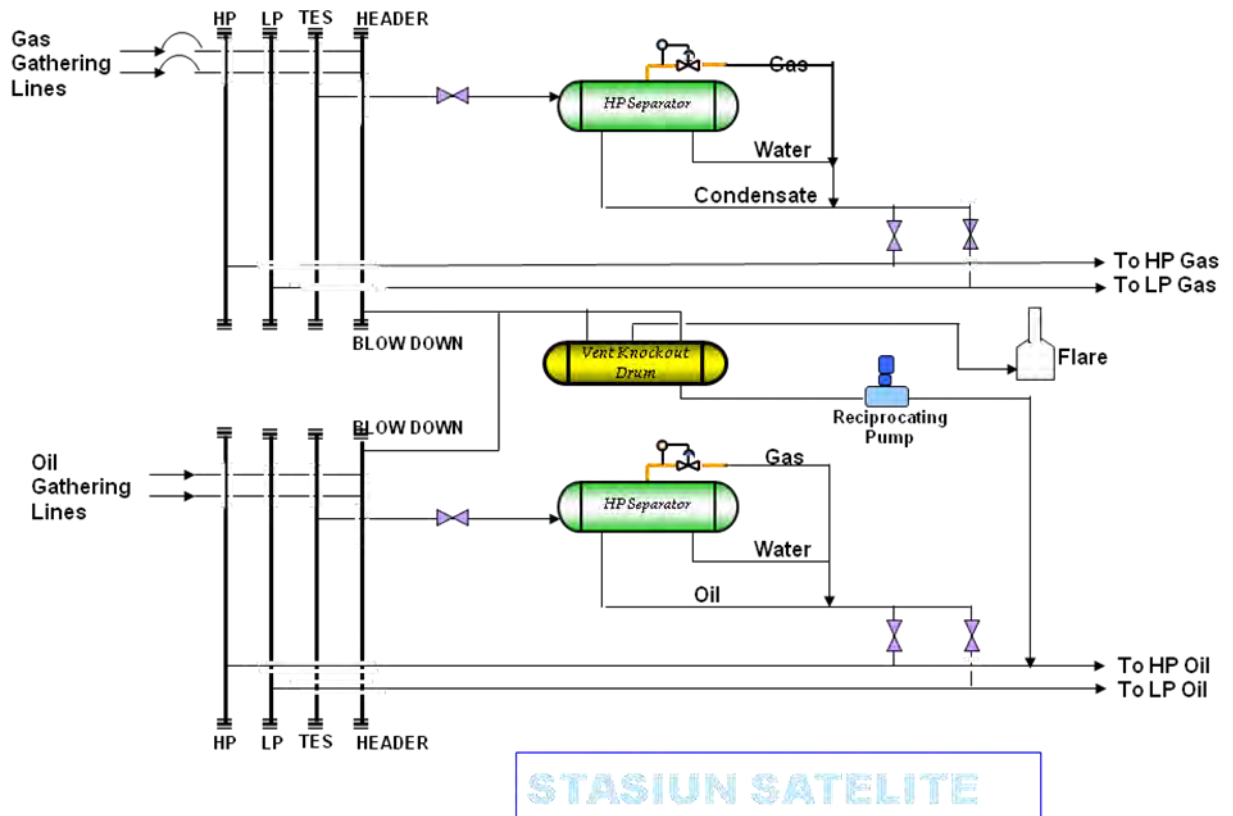 HP LP TES HEADER
Gas
Gathering
Lines
Gas
HP Separator
Water
Condensate
To HP Gas
To LP Gas
BLOW DOWN
Vent Knockout
Drum
Flare
Reciprocating
Pump
BLOW DOWN
Oil
Gathering
Lines
Gas
HP Separator
Water
Oil
To HP Oil
To LP Oil
HP LP TES HEADER
STASIUN SATELITE